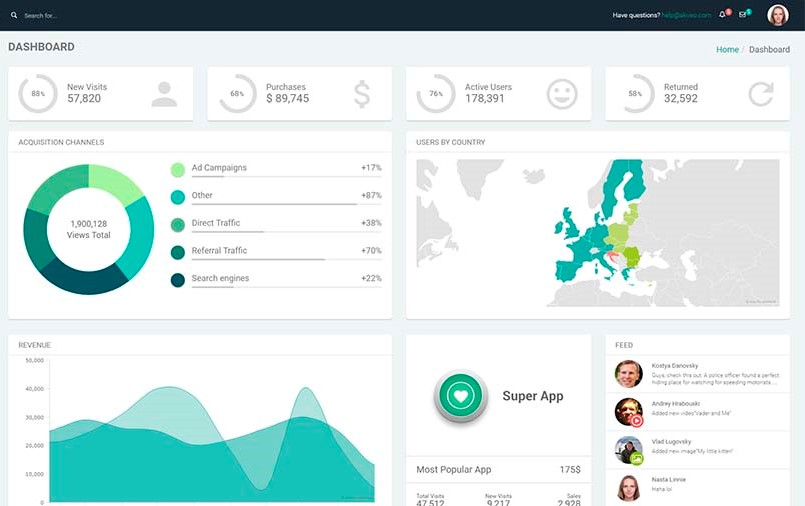 Search for...
Have questions? help@akveo.com
5
5
DASHBOARD
Home / Dashboard
88%
New Visits
57,820
68%
Purchases
$ 89,745
76%
Active Users
178,391
58%
Returned
32,592
ACQUISITION CHANNELS
1,900,128
Views Total
Ad Campaigns +17%
Other +87%
Direct Traffic +38%
Referral Traffic +70%
Search engines +22%
USERS BY COUNTRY
REVENUE
50,000
40,000
30,000
20,000
10,000
0
Super App
Most Popular App 175$
Total Visits New Visits Sales
47,512 9,217 2,928
FEED
Kostya Danovsky
Guys, check this out: A police officer found a perfect
hiding place for watching for speeding motorists....
Andrey Hrabouski
Added new video"Vader and Me"
Vlad Lugovsky
Added new image"My little kitten"
Nasta Linnie
Haha lol